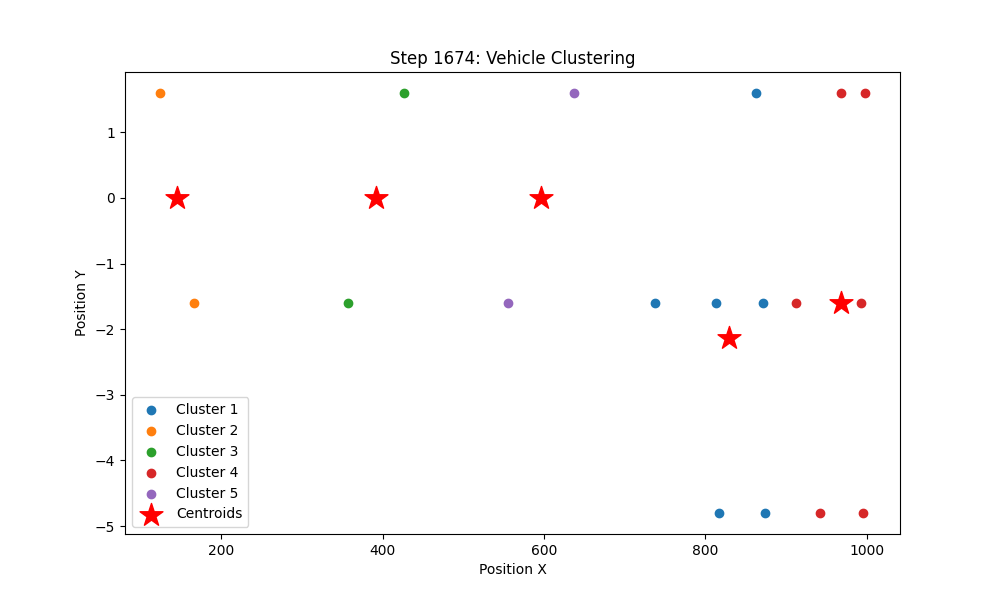 Step 1674: Vehicle Clustering
Position Y
1
0
−1
−2
−3
−4
−5
Cluster 1
Cluster 2
Cluster 3
Cluster 4
Cluster 5
Centroids
200 400 600 800 1000
Position X